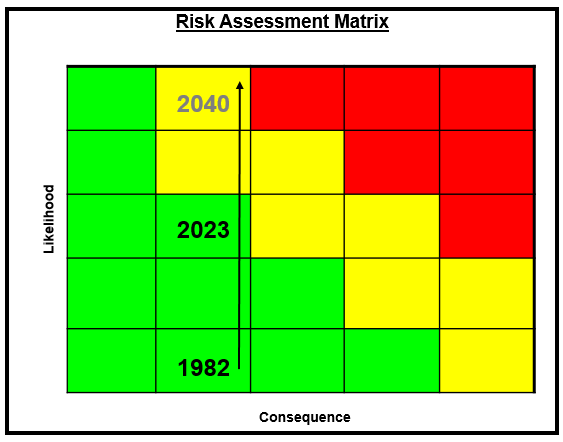 Risk Assessment Matrix
2040
Likelihood
2023
1982
Consequence